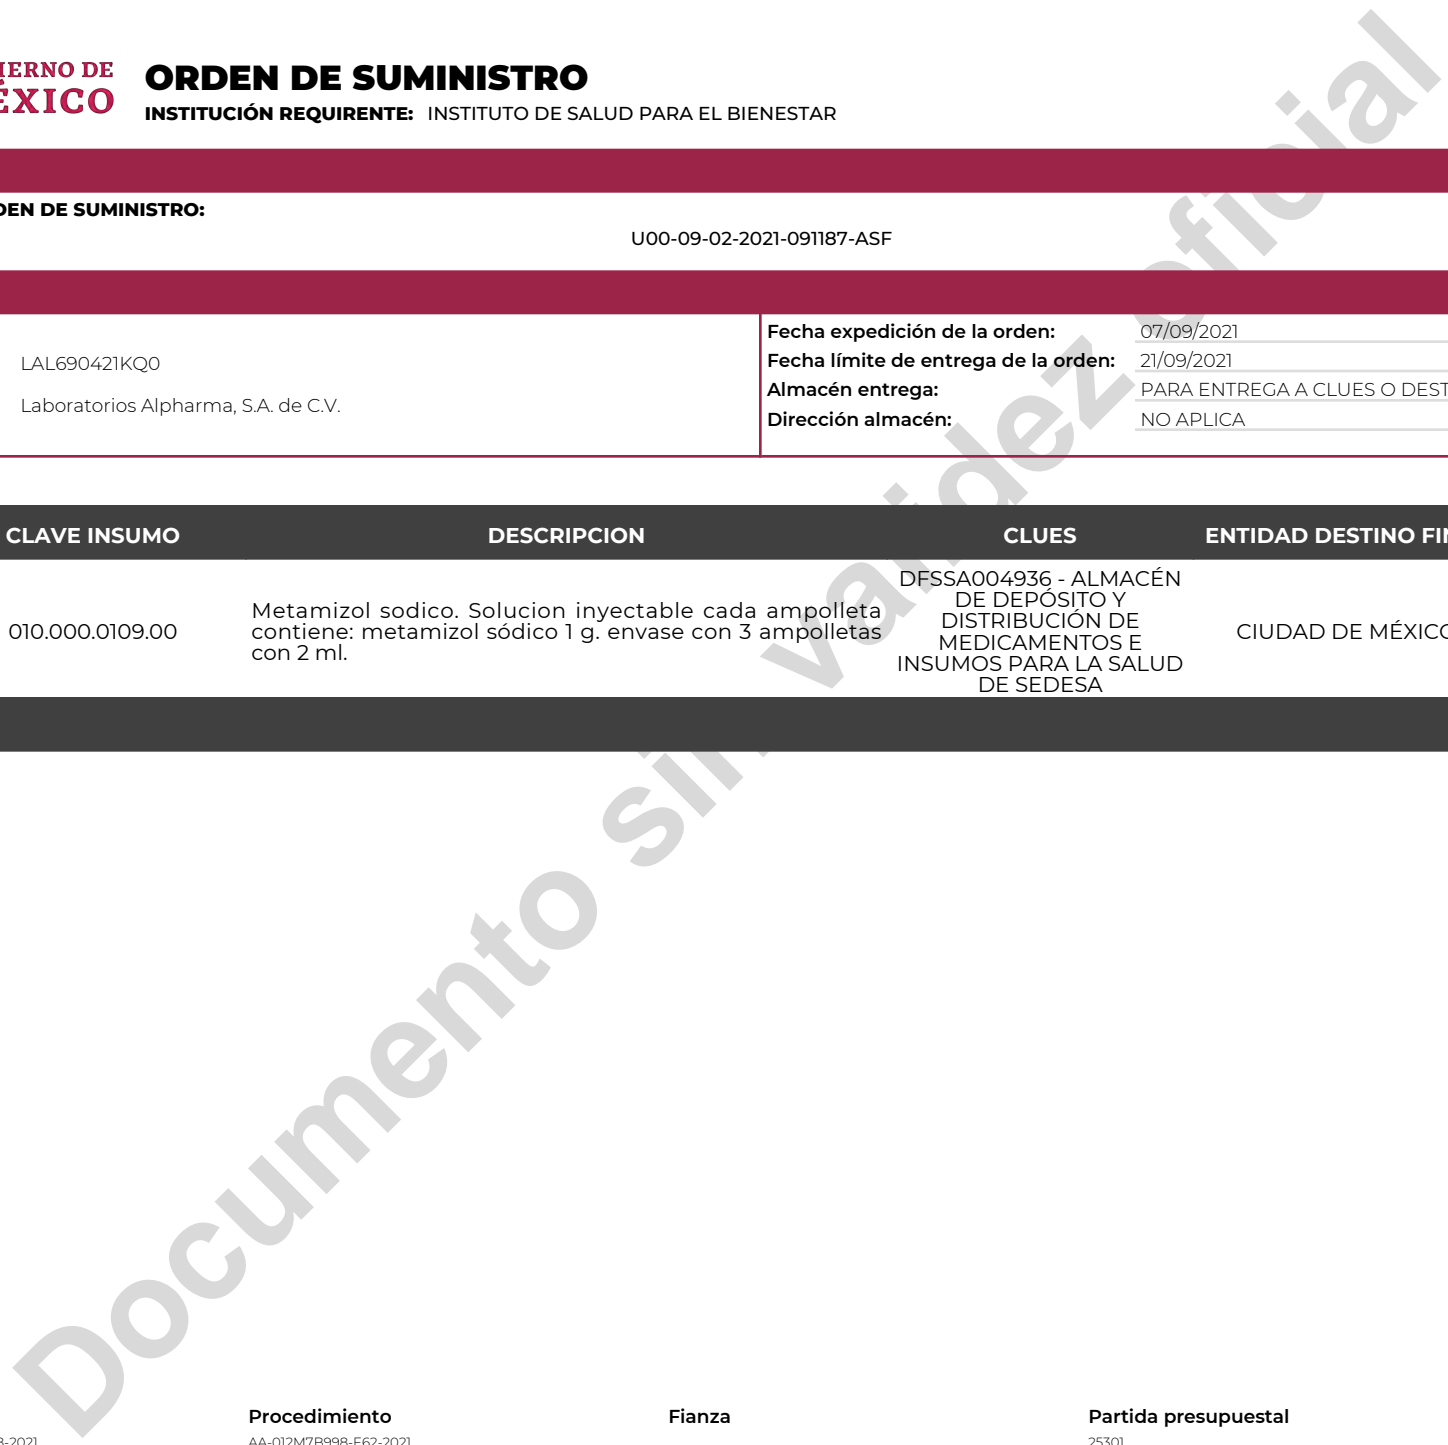 IERNO DE
ÉXICO
ORDEN DE SUMINISTRO
INSTITUCIÓN REQUIRENTE: INSTITUTO DE SALUD PARA EL BIENESTAR
DEN DE SUMINISTRO:
U00-09-02-2021-091187-ASF
LAL690421KQ0
Laboratorios Alpharma, S.A. de C.V.
Fecha expedición de la orden: 07/09/2021
Fecha límite de entrega de la orden: 21/09/2021
Almacén entrega: PARA ENTREGA A CLUES O DEST
Dirección almacén: NO APLICA
CLAVE INSUMO DESCRIPCION CLUES ENTIDAD DESTINO FIN
010.000.0109.00
Metamizol sodico. Solucion inyectable cada ampolleta
contiene: metamizol sódico 1 g. envase con 3 ampolletas
con 2 ml.
DFSSA004936 - ALMACÉN
DE DEPÓSITO Y
DISTRIBUCIÓN DE
MEDICAMENTOS E
INSUMOS PARA LA SALUD
DE SEDESA
CIUDAD DE MÉXICO
Documento sin validez oficial
Procedimiento Fianza Partida presupuestal
8-2021 AA-012M7B998-E62-2021 25301